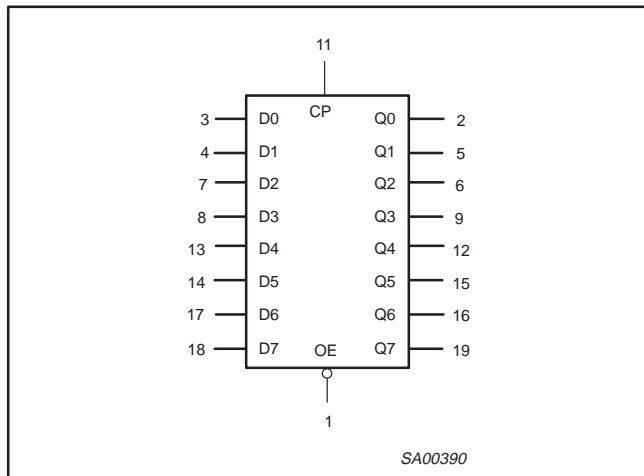 11
CP
3 D0 Q0 2
4 D1 Q1 5
7 D2 Q2 6
8 D3 Q3 9
13 D4 Q4 12
14 D5 Q5 15
17 D6 Q6 16
18 D7 OE Q7 19
1
SA00390